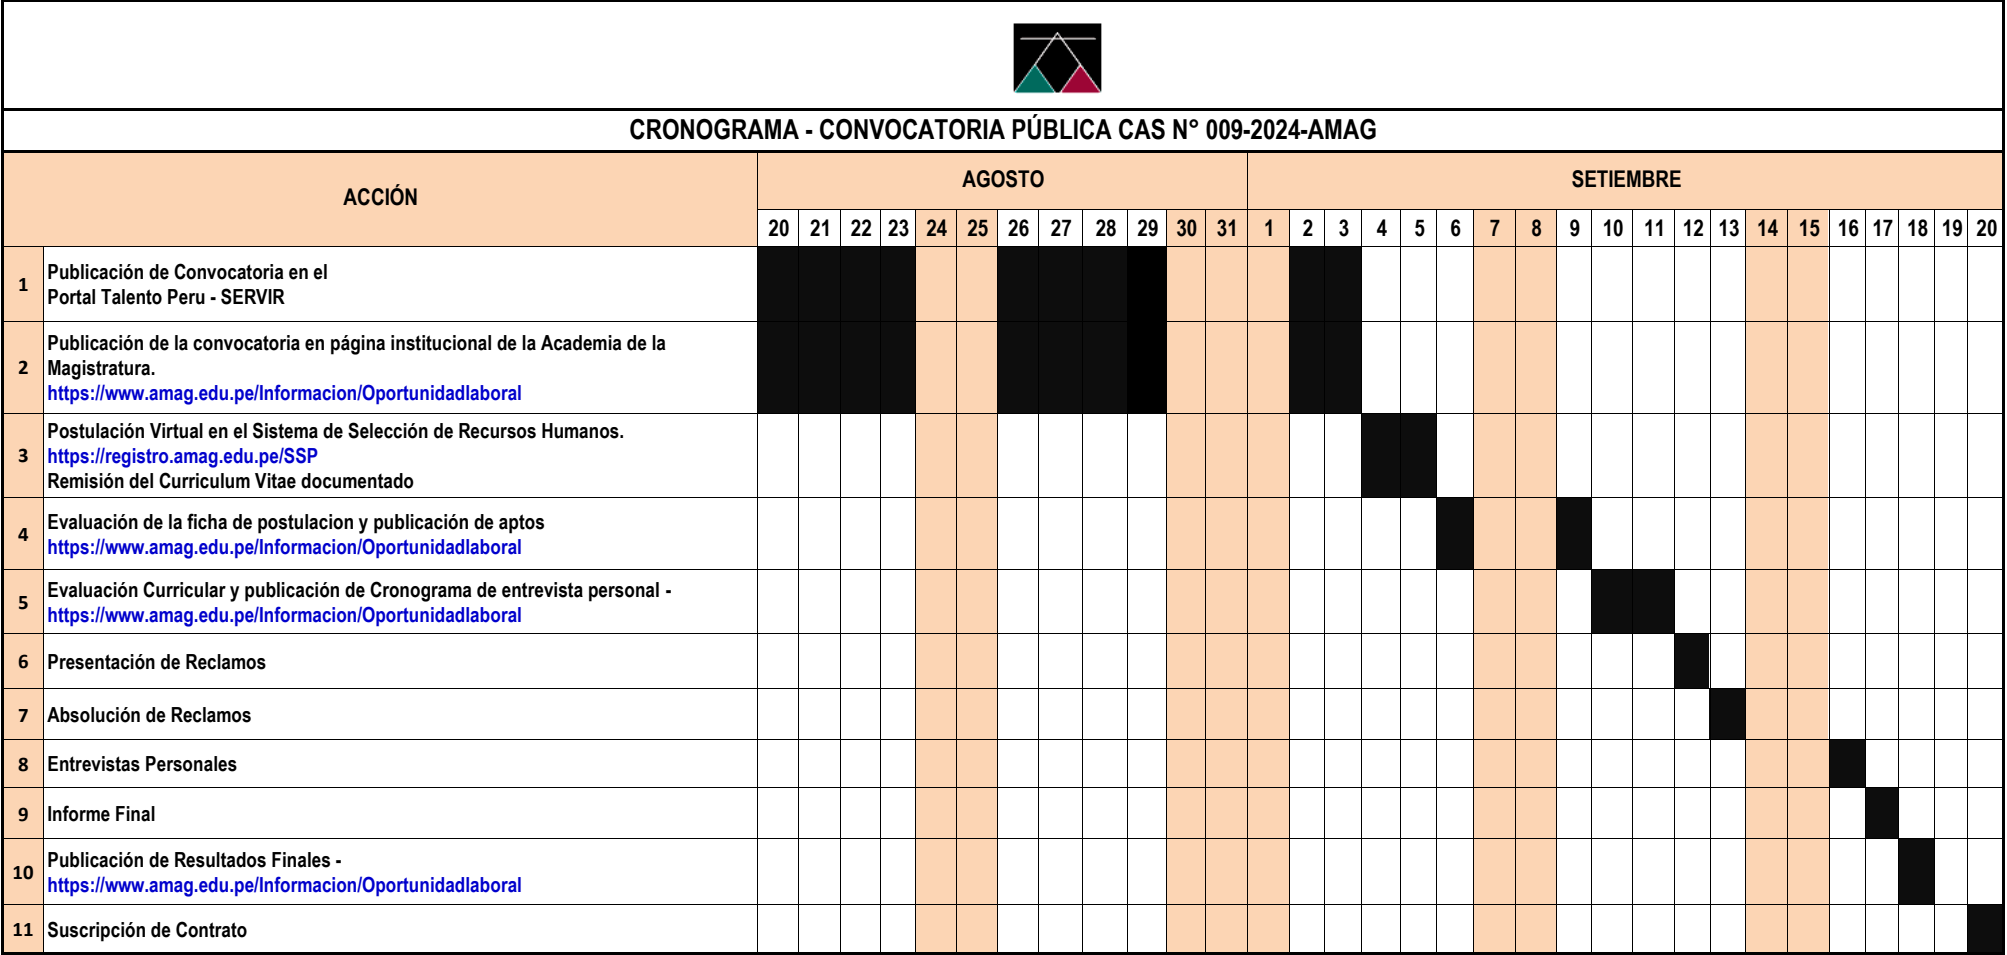 CRONOGRAMA - CONVOCATORIA PÚBLICA CAS N° 009-2024-AMAG
ACCIÓN
AGOSTO
SETIEMBRE
20 21 22 23 24 25 26 27 28 29 30 31 1 2 3 4 5 6 7 8 9 10 11 12 13 14 15 16 17 18 19 20
1
Publicación de Convocatoria en el
Portal Talento Peru - SERVIR
2
Publicación de la convocatoria en página institucional de la Academia de la
Magistratura.
https://www.amag.edu.pe/Informacion/Oportunidadlaboral
3
Postulación Virtual en el Sistema de Selección de Recursos Humanos.
https://registro.amag.edu.pe/SSP
Remisión del Curriculum Vitae documentado
4
Evaluación de la ficha de postulacion y publicación de aptos
https://www.amag.edu.pe/Informacion/Oportunidadlaboral
5
Evaluación Curricular y publicación de Cronograma de entrevista personal -
https://www.amag.edu.pe/Informacion/Oportunidadlaboral
6
Presentación de Reclamos
7
Absolución de Reclamos
8
Entrevistas Personales
9
Informe Final
10
Publicación de Resultados Finales -
https://www.amag.edu.pe/Informacion/Oportunidadlaboral
11
Suscripción de Contrato